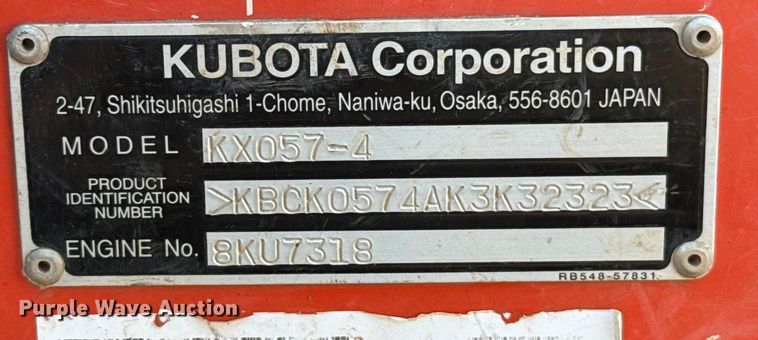 KUBOTA Corporation
2-47, Shikitsuhigashi 1-Chome, Naniwa-ku, Osaka, 556-8601 JAPAN
MODEL KX057-4
PRODUCT
IDENTIFICATION
NUMBER
>KBCK0574AK3K32323<
ENGINE No. 8KU7318
RB548-57831
Purple Wave Auction